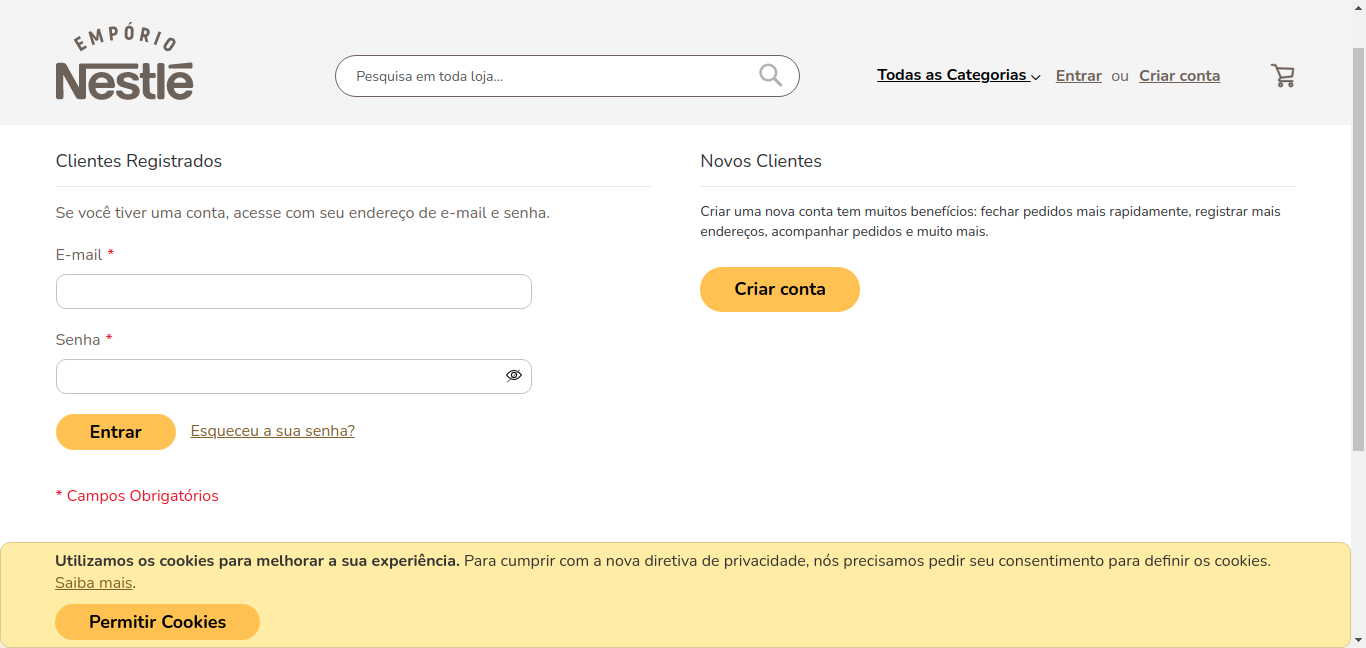 EMPÓRIO
Nestlé
Pesquisa em toda loja...
Todas as Categorias
Entrar ou Criar conta
Clientes Registrados
Se você tiver uma conta, acesse com seu endereço de e-mail e senha.
E-mail *
Senha *
Entrar
Esqueceu a sua senha?
* Campos Obrigatórios
Novos Clientes
Criar uma nova conta tem muitos benefícios: fechar pedidos mais rapidamente, registrar mais
endereços, acompanhar pedidos e muito mais.
Criar conta
Utilizamos os cookies para melhorar a sua experiência. Para cumprir com a nova diretiva de privacidade, nós precisamos pedir seu consentimento para definir os cookies.
Saiba mais.
Permitir Cookies